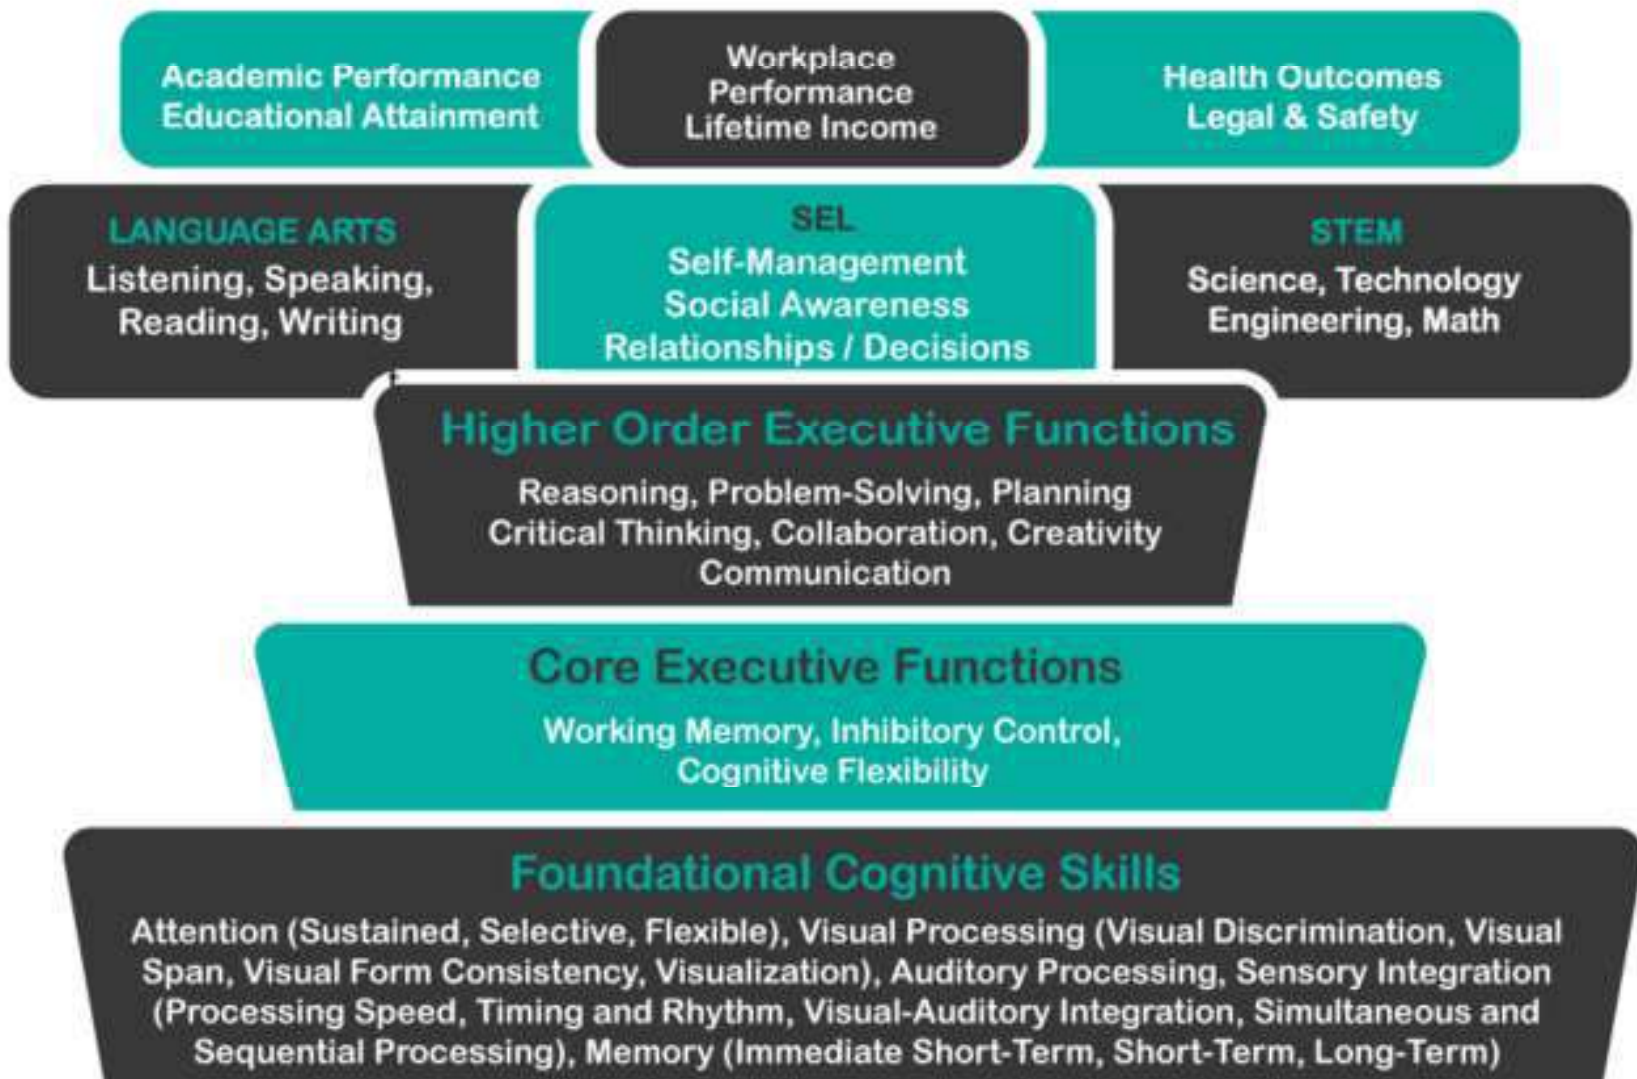 Academic Performance
Educational Attainment
Workplace
Performance
Lifetime Income
Health Outcomes
Legal & Safety
LANGUAGE ARTS
Listening, Speaking,
Reading, Writing
SEL
Self-Management
Social Awareness
Relationships / Decisions
STEM
Science, Technology
Engineering, Math
Higher Order Executive Functions
Reasoning, Problem-Solving, Planning
Critical Thinking, Collaboration, Creativity
Communication
Core Executive Functions
Working Memory, Inhibitory Control,
Cognitive Flexibility
Foundational Cognitive Skills
Attention (Sustained, Selective, Flexible), Visual Processing (Visual Discrimination, Visual
Span, Visual Form Consistency, Visualization), Auditory Processing, Sensory Integration
(Processing Speed, Timing and Rhythm, Visual-Auditory Integration, Simultaneous and
Sequential Processing), Memory (Immediate Short-Term, Short-Term, Long-Term)